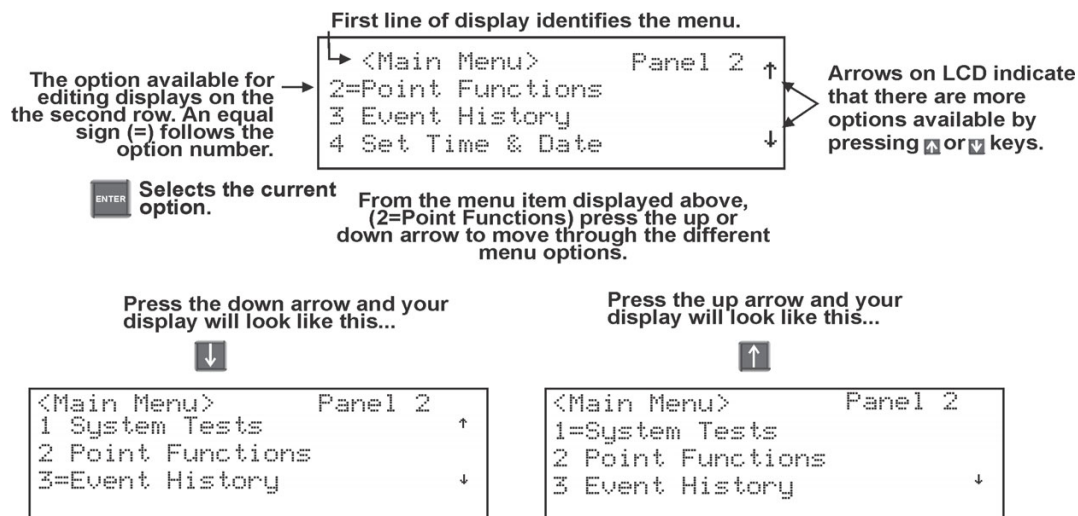 First line of display identifies the menu.
<Main Menu> Panel 2 ↑
2=Point Functions
3 Event History
4 Set Time & Date ↓
The option available for
editing displays on the
the second row. An equal
sign (=) follows the
option number.
Arrows on LCD indicate
that there are more
options available by
pressing ↑ or ↓ keys.
ENTER
Selects the current
option.
From the menu item displayed above,
(2=Point Functions) press the up or
down arrow to move through the different
menu options.
Press the down arrow and your
display will look like this...
↓
<Main Menu> Panel 2
1 System Tests ↑
2 Point Functions
3=Event History ↓
Press the up arrow and your
display will look like this...
↑
<Main Menu> Panel 2
1=System Tests
2 Point Functions
3 Event History ↓